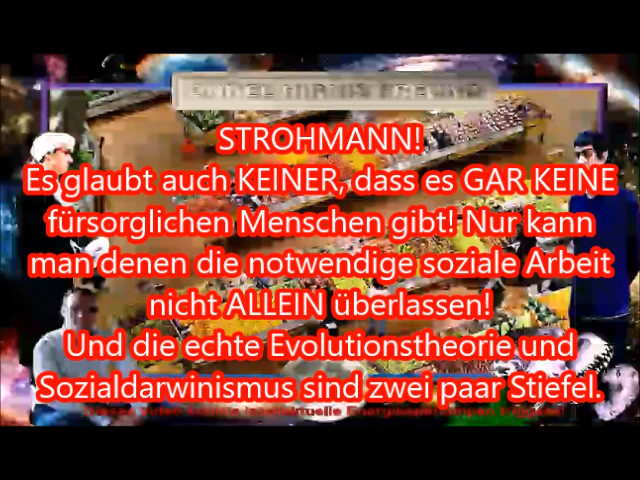 STROHMANN!
Es glaubt auch KEINER, dass es GAR KEINE
fürsorglichen Menschen gibt! Nur kann
man denen die notwendige soziale Arbeit
nicht ALLEIN überlassen!
Und die echte Evolutionstheorie und
Sozialdarwinismus sind zwei paar Stiefel.